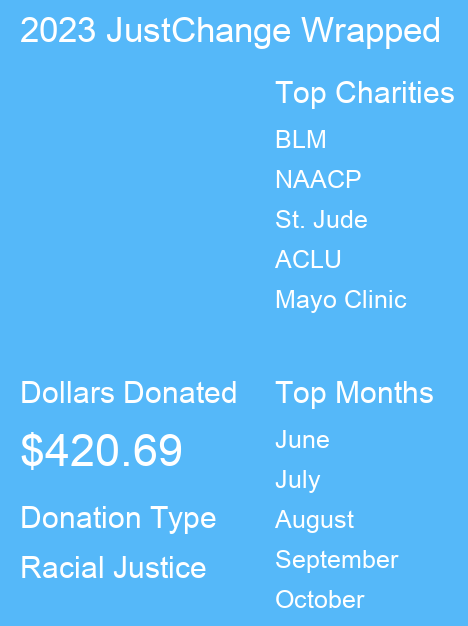 2023 JustChange Wrapped
Top Charities
BLM
NAACP
St. Jude
ACLU
Mayo Clinic
Dollars Donated
$420.69
Donation Type
Racial Justice
Top Months
June
July
August
September
October